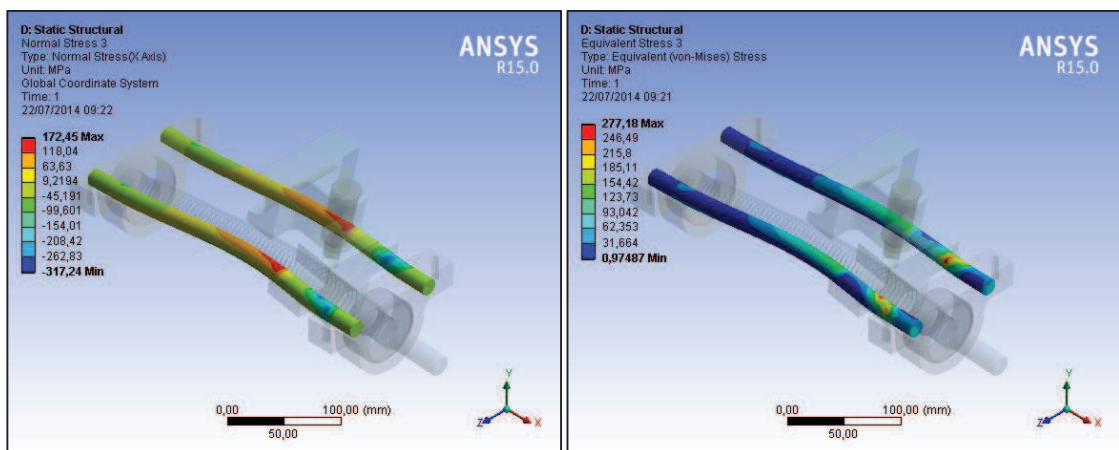 D: Static Structural
Normal Stress 3
Type: Normal Stress(X Axis)
Unit: MPa
Global Coordinate System
Time: 1
22/07/2014 09:22
ANSYS
R15.0
172,45 Max
118,04
63,63
9,2194
-45,191
-99,601
-154,01
-208,42
-262,83
-317,24 Min
0,00
100,00 (mm)
50,00
Y
Z
X
D: Static Structural
Equivalent Stress 3
Type: Equivalent (von-Mises) Stress
Unit: MPa
Time: 1
22/07/2014 09:21
ANSYS
R15.0
277,18 Max
246,49
215,8
185,11
154,42
123,73
93,042
62,353
31,664
0,97487 Min
0,00
100,00 (mm)
50,00
Y
Z
X